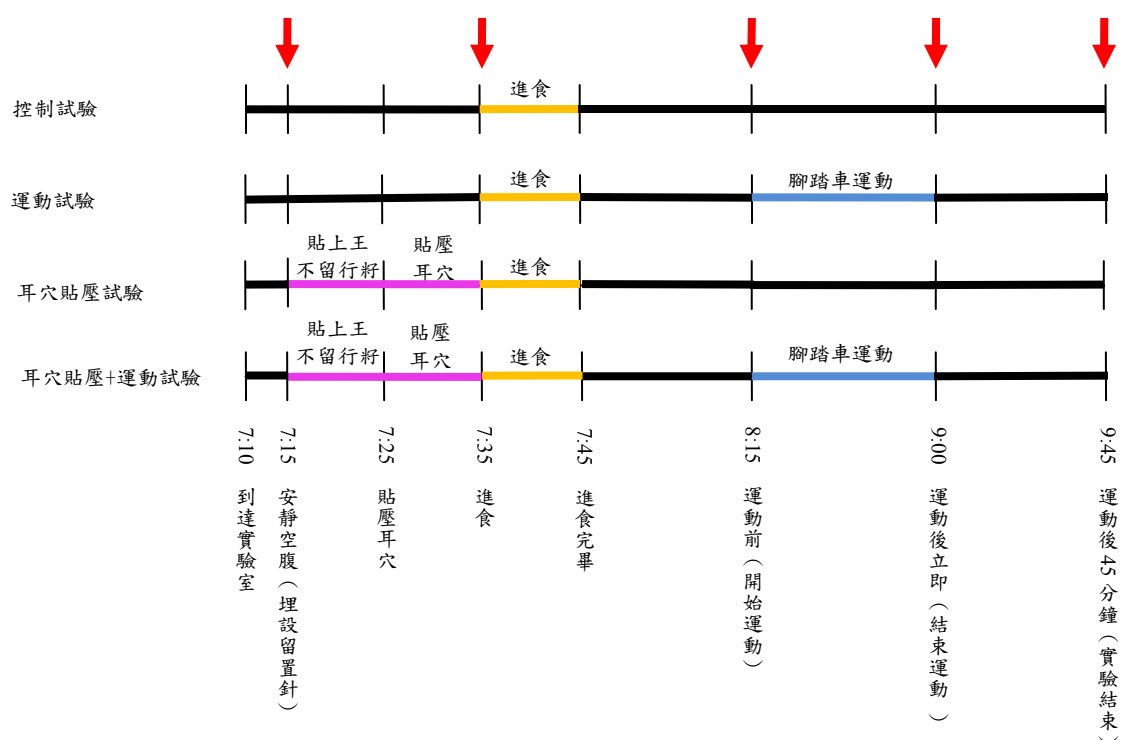 進食
控制試驗
進食
腳踏車運動
運動試驗
貼上王
不留行籽
貼壓
耳穴
進食
耳穴貼壓試驗
貼上王
不留行籽
貼壓
耳穴
進食
腳踏車運動
耳穴貼壓+運動試驗
7:10 到達實驗室
7:15 安靜空腹（埋設留置針）
7:25 貼壓耳穴
7:35 進食
7:45 進食完畢
8:15 運動前（開始運動）
9:00 運動後立即（結束運動）
9:45 運動後45分鐘（實驗結束）